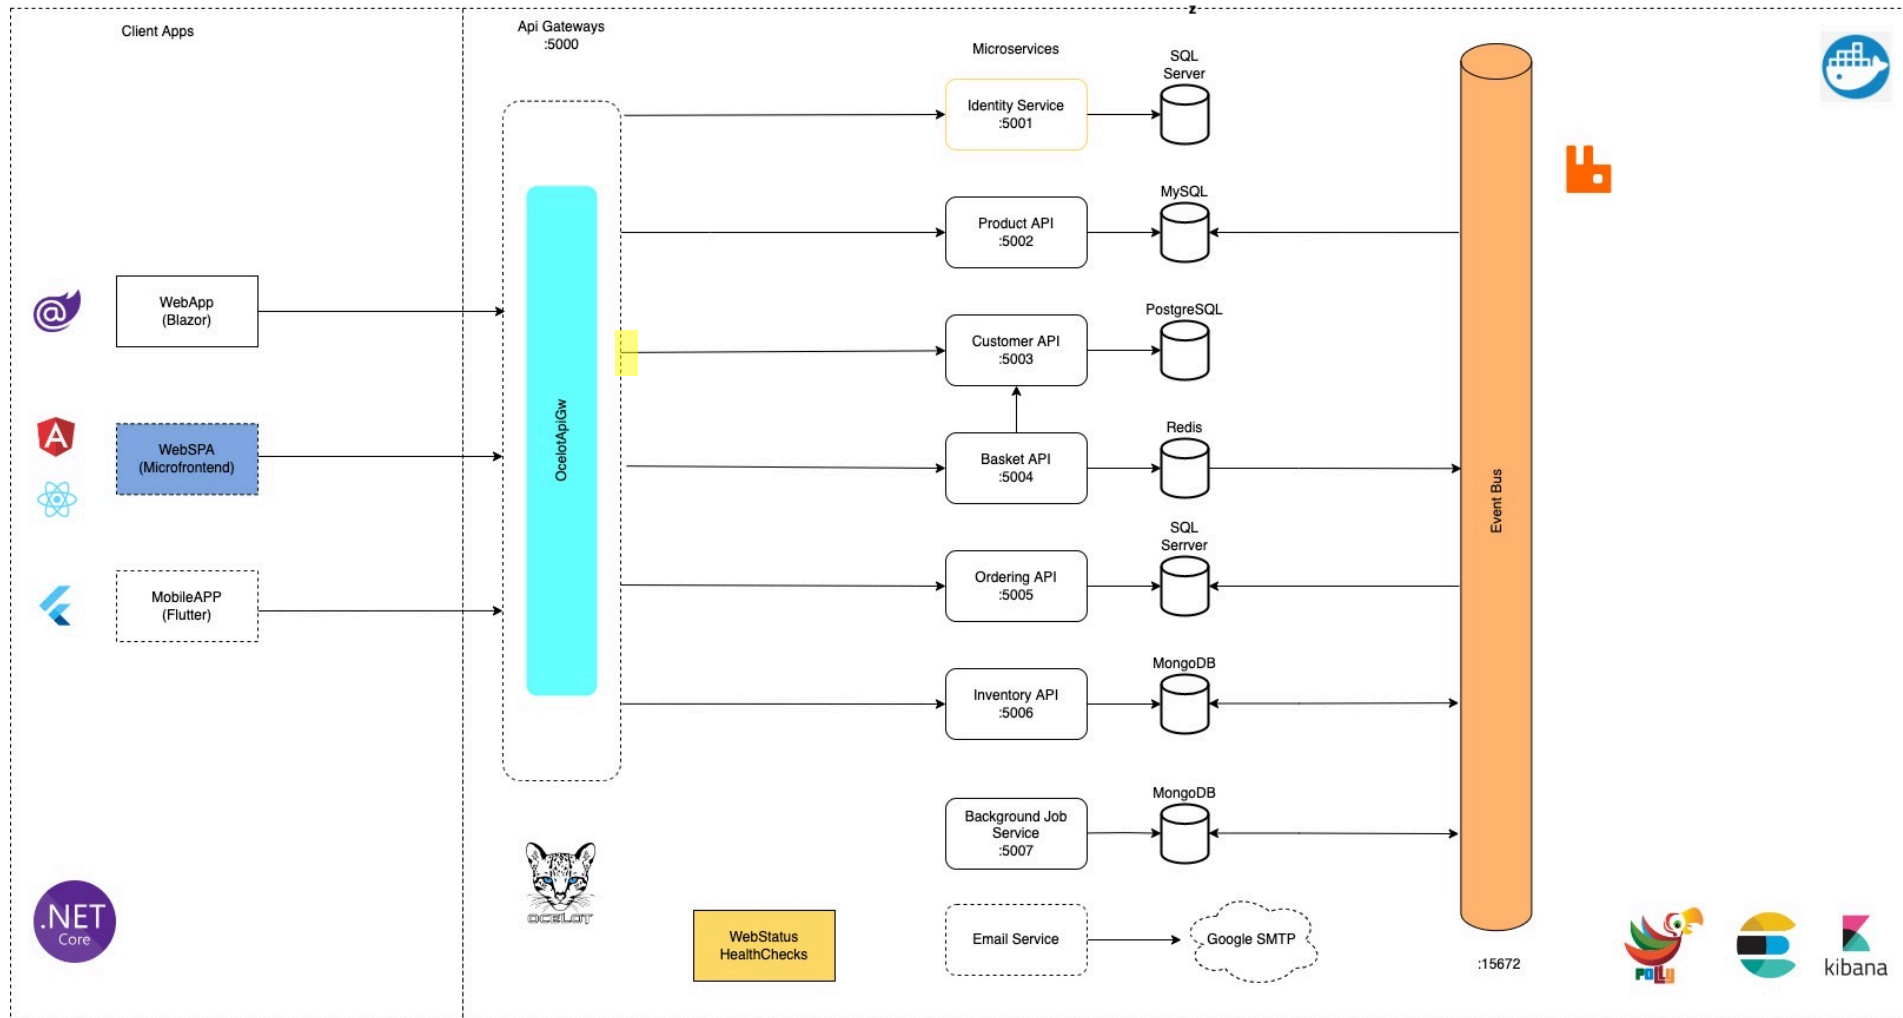 z
Client Apps
Api Gateways
:5000
Microservices
SQL
Server
Identity Service
:5001
MySQL
Product API
:5002
WebApp
(Blazor)
PostgreSQL
Customer API
:5003
OcelotApiGw
WebSPA
(Microfrontend)
Redis
Basket API
:5004
Event Bus
SQL
Serrver
Ordering API
:5005
MobileAPP
(Flutter)
MongoDB
Inventory API
:5006
MongoDB
Background Job
Service
:5007
OCELOT
.NET
Core
WebStatus
HealthChecks
Email Service
Google SMTP
:15672
POLLY
kibana